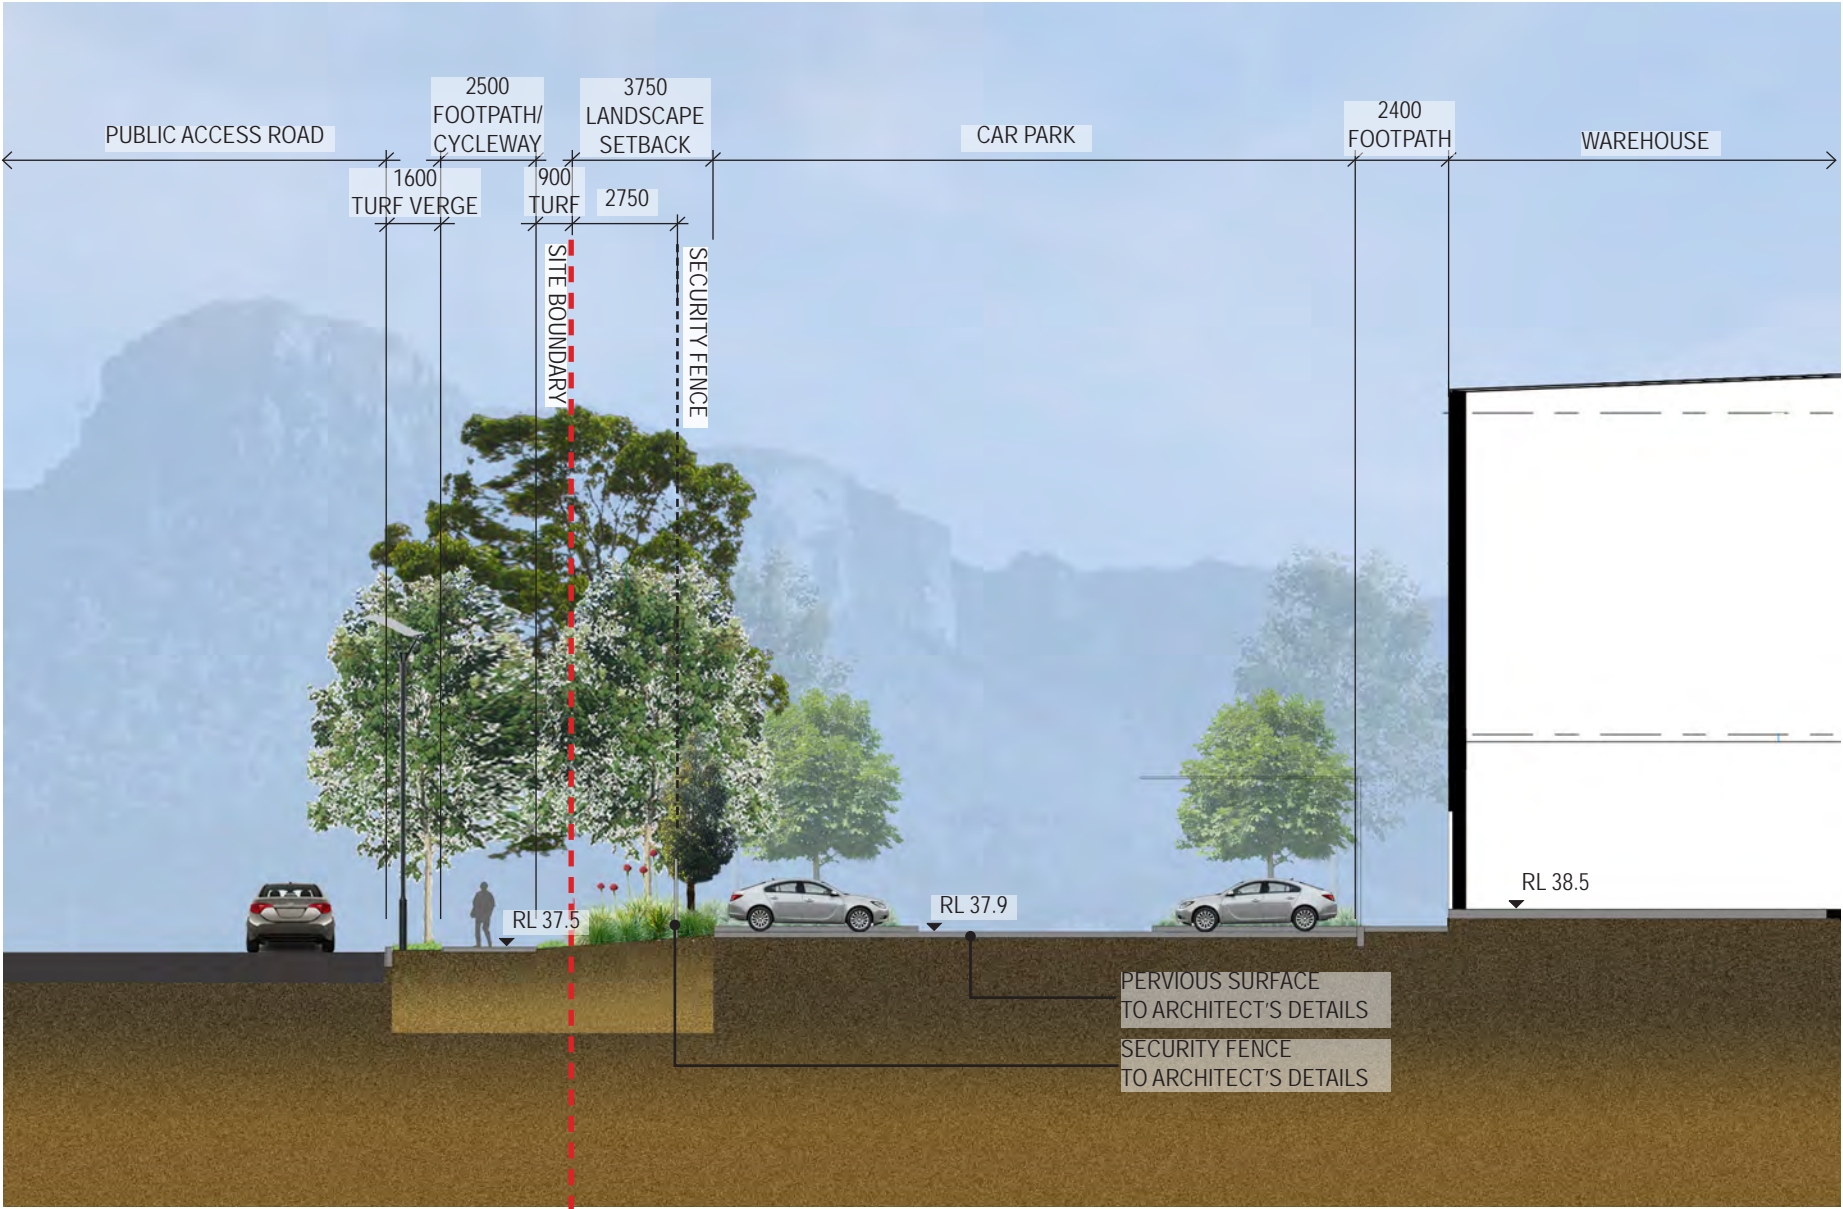 PUBLIC ACCESS ROAD
2500
FOOTPATH/
CYCLEWAY
3750
LANDSCAPE
SETBACK
CAR PARK
2400
FOOTPATH
WAREHOUSE
1600
TURF VERGE
900
TURF
2750
SITE BOUNDARY
SECURITY FENCE
RL 37.5
RL 37.9
RL 38.5
PERVIOUS SURFACE
TO ARCHITECT'S DETAILS
SECURITY FENCE
TO ARCHITECT'S DETAILS